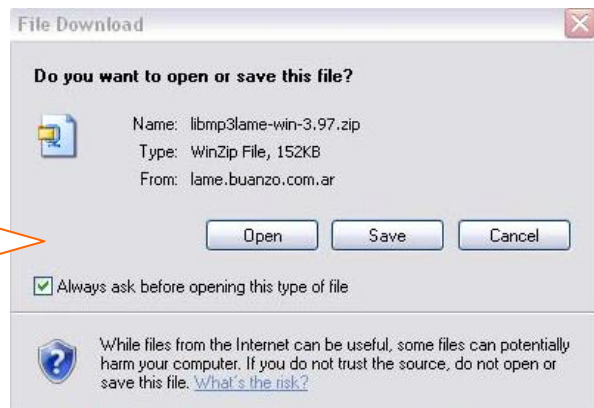 File Download
Do you want to open or save this file?
Name: libmp3lame-win-3.97.zip
Type: WinZip File, 152KB
From: lame.buanzo.com.ar
Open Save Cancel
Always ask before opening this type of file
While files from the Internet can be useful, some files can potentially
harm your computer. If you do not trust the source, do not open or
save this file. What's the risk?